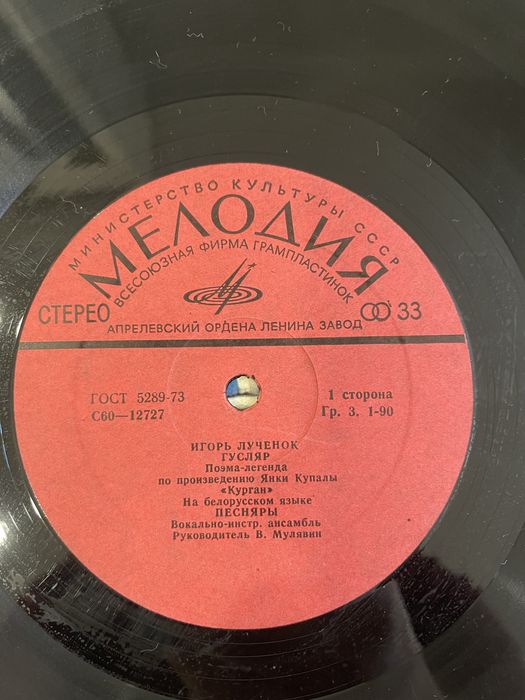 МИНИСТЕРСТВО КУЛЬТУРЫ СССР
МЕЛОДИЯ
ВСЕСОЮЗНАЯ ФИРМА ГРАМПЛАСТИНОК
СТЕРЕО
33
АПРЕЛЕВСКИЙ ОРДЕНА ЛЕНИНА ЗАВОД
ГОСТ 5289-73
С60—12727
1 сторона
Гр. 3. 1-90
ИГОРЬ ЛУЧЕНОК
ГУСЛЯР
Поэма-легенда
по произведению Янки Купалы
«Курган»
На белорусском языке
ПЕСНЯРЫ
Вокально-инстр. ансамбль
Руководитель В. Мулявин